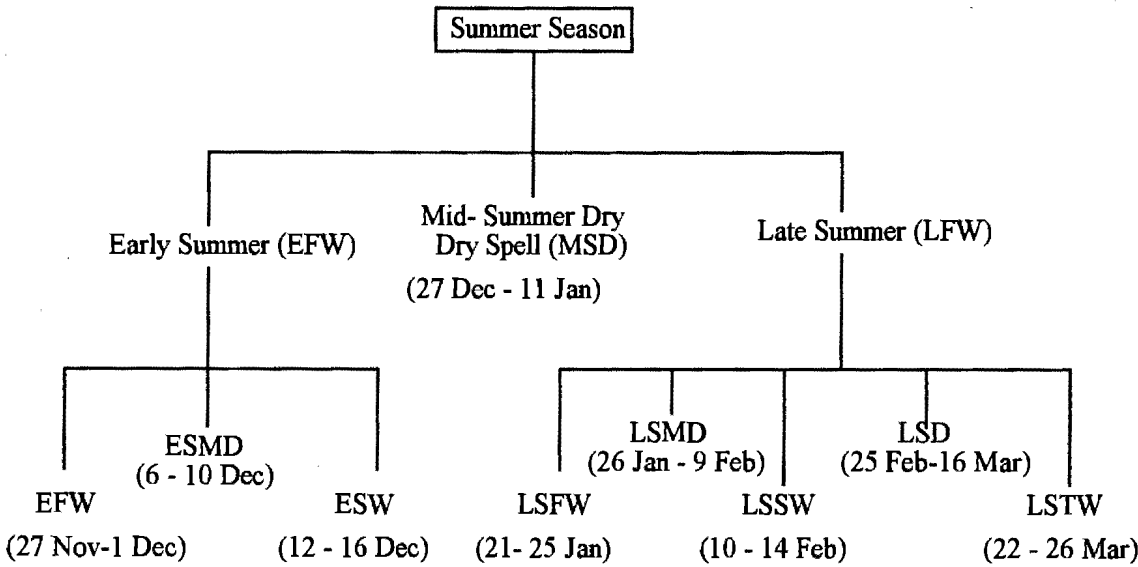 Summer Season
Early Summer (EFW)
Mid- Summer Dry
Dry Spell (MSD)
(27 Dec - 11 Jan)
Late Summer (LFW)
ESMD
(6 - 10 Dec)
LSMD
(26 Jan - 9 Feb)
LSD
(25 Feb-16 Mar)
EFW
(27 Nov-1 Dec)
ESW
(12 - 16 Dec)
LSFW
(21- 25 Jan)
LSSW
(10 - 14 Feb)
LSTW
(22 - 26 Mar)